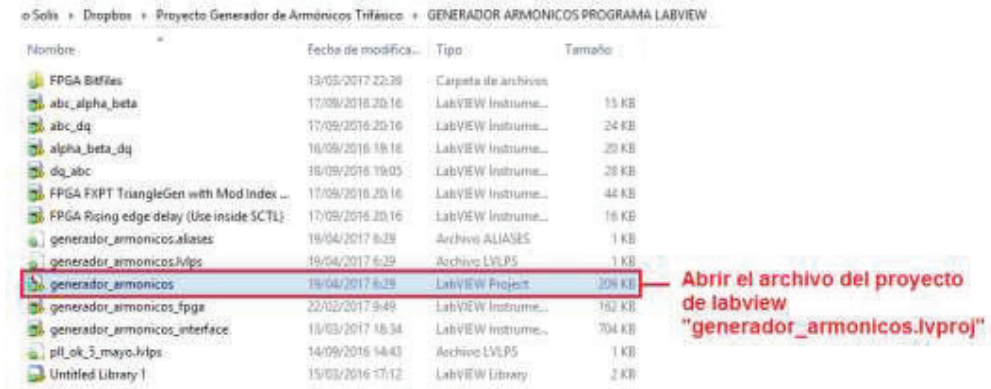 o Solis › Dropbox › Proyecto Generador de Armónicos Trifásico › GENERADOR ARMONICOS PROGRAMA LABVIEW
Nombre Fecha de modifica... Tipo Tamaño
FPGA Bitfiles 13/05/2017 22:39 Carpeta de archivos
abc_alpha_beta 17/09/2016 20:16 LabVIEW Instrume... 15 KB
abc_dq 17/09/2016 20:16 LabVIEW Instrume... 24 KB
alpha_beta_dq 16/09/2016 19:18 LabVIEW Instrume... 20 KB
dq_abc 18/09/2016 19:05 LabVIEW Instrume... 28 KB
FPGA FXPT TriangleGen with Mod Index ... 17/09/2016 20:16 LabVIEW Instrume... 44 KB
FPGA Rising edge delay (Use inside SCTL) 17/09/2016 20:16 LabVIEW Instrume... 16 KB
generador_armonicos.aliases 19/04/2017 6:29 Archivo ALIASES 1 KB
generador_armonicos.lvlps 19/04/2017 6:29 Archivo LVLPS 1 KB
generador_armonicos 19/04/2017 6:29 LabVIEW Project 209 KB
generador_armonicos_fpga 22/02/2017 9:49 LabVIEW Instrume... 162 KB
generador_armonicos_interface 13/03/2017 18:34 LabVIEW Instrume... 704 KB
pll_ok_5_mayo.lvlps 14/09/2016 14:43 Archivo LVLPS 1 KB
Untitled Library 1 15/03/2016 17:12 LabVIEW Library 2 KB
Abrir el archivo del proyecto
de labview
"generador_armonicos.lvproj"